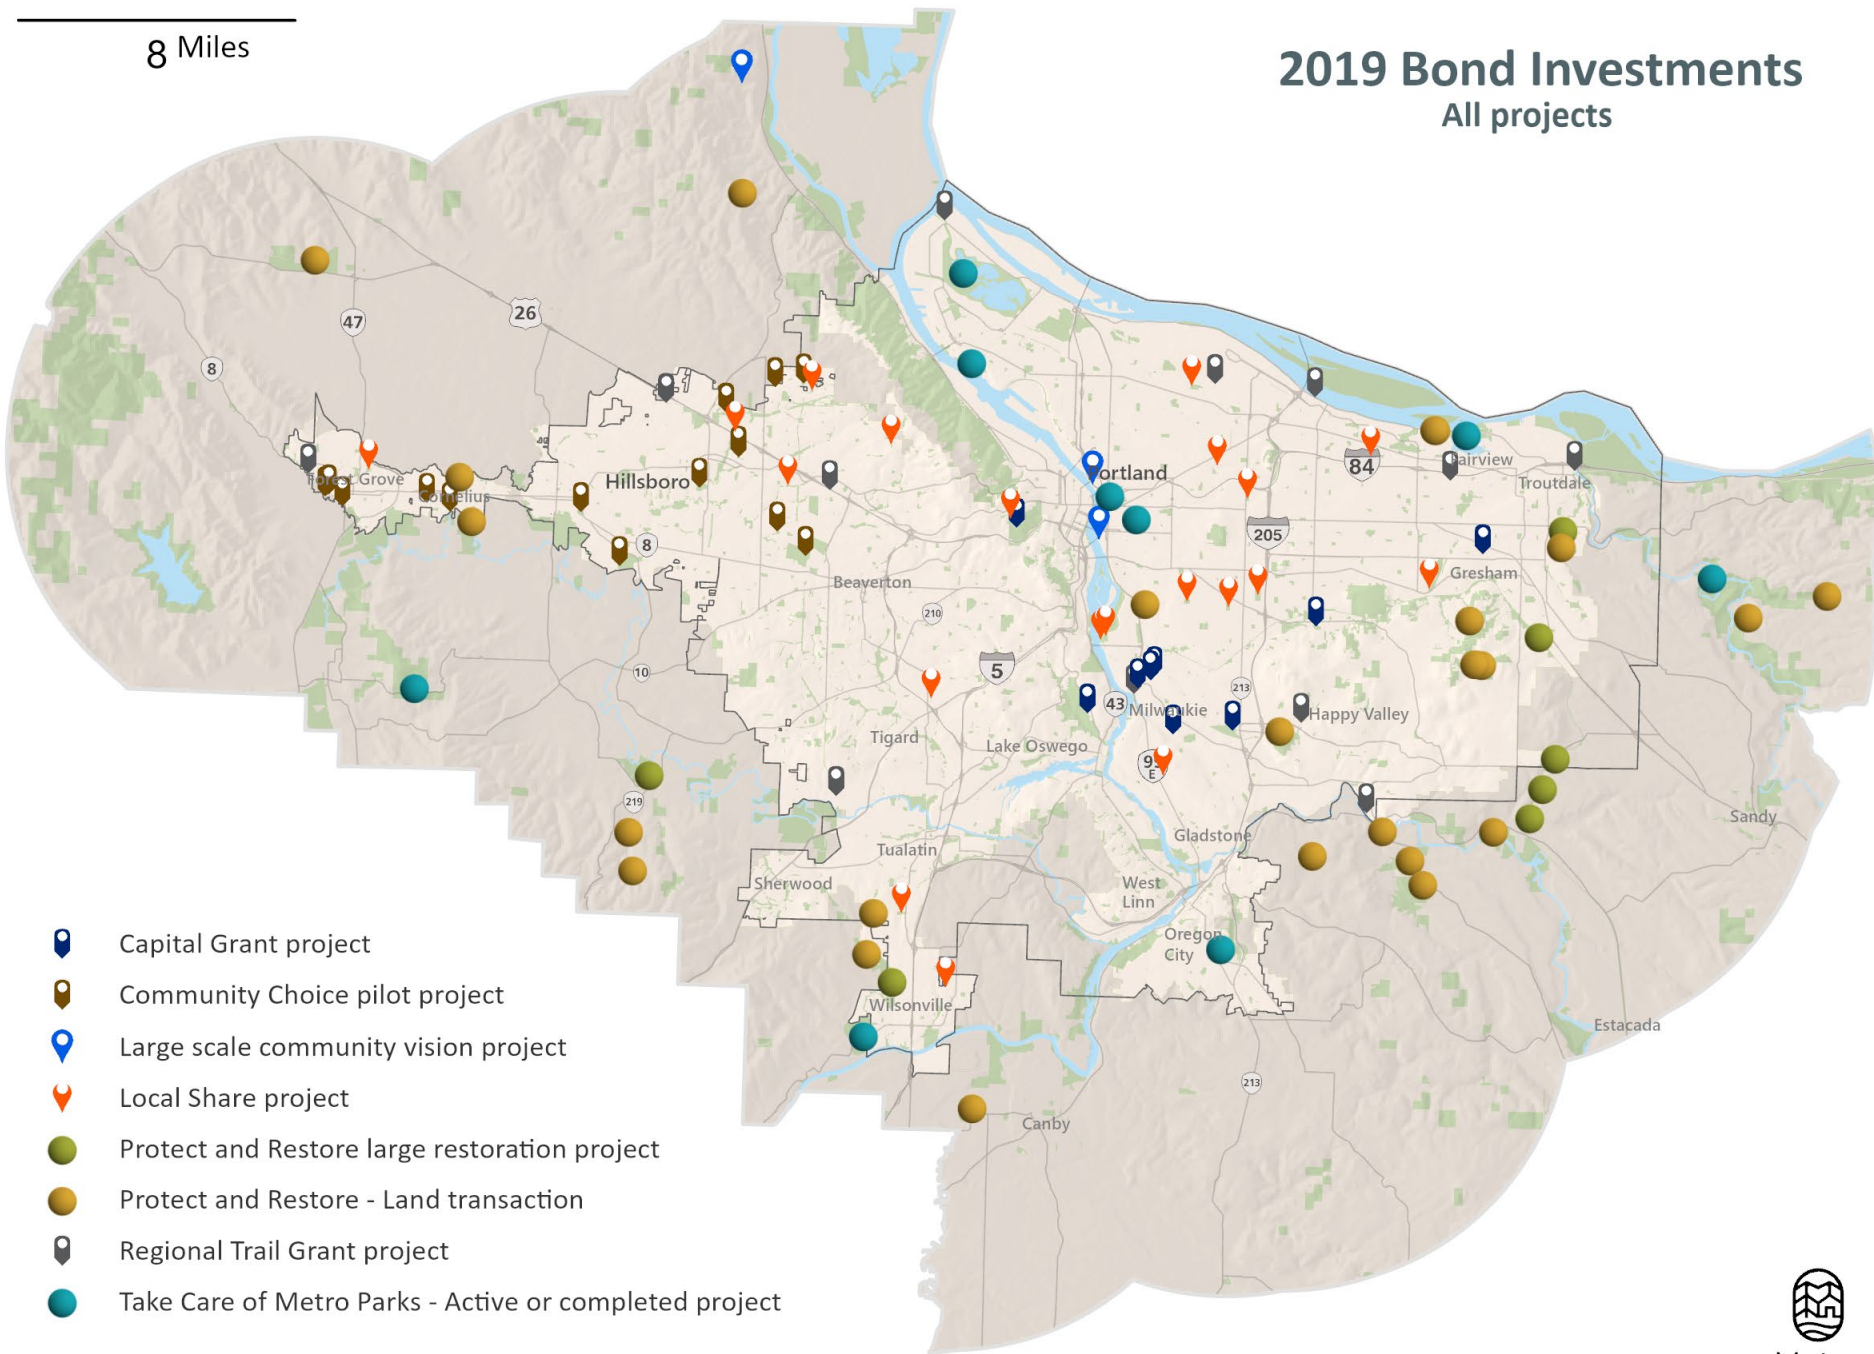 8 Miles
2019 Bond Investments
All projects
47
26
8
Forest Grove
Cornelius
Hillsboro
8
Beaverton
210
10
5
Portland
84
Fairview
Troutdale
205
Gresham
43
Milwaukie
213
Happy Valley
Tigard
Lake Oswego
E
219
Gladstone
Sandy
Tualatin
Sherwood
West
Linn
Oregon
City
Wilsonville
Estacada
213
Canby
Capital Grant project
Community Choice pilot project
Large scale community vision project
Local Share project
Protect and Restore large restoration project
Protect and Restore - Land transaction
Regional Trail Grant project
Take Care of Metro Parks - Active or completed project